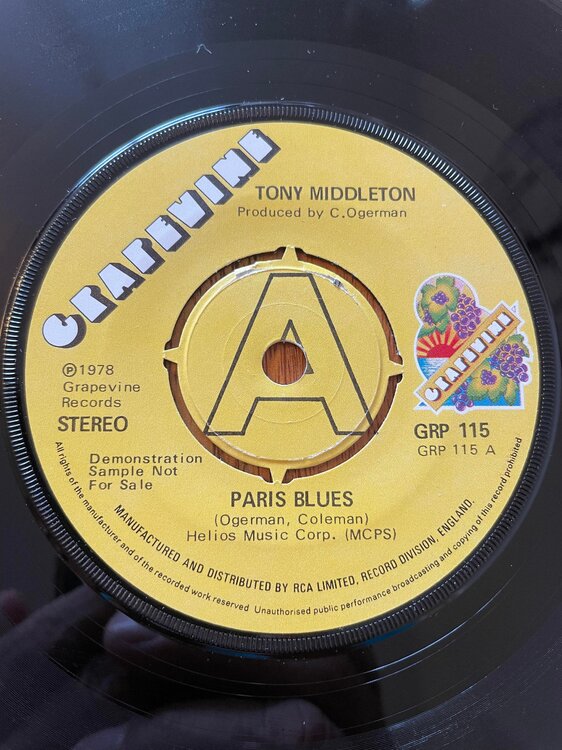 GRAPEVINE
TONY MIDDLETON
Produced by C.Ogerman
A
GRAPEVINE
℗1978
Grapevine
Records
STEREO
GRP 115
GRP 115 A
Demonstration
Sample Not
For Sale
PARIS BLUES
(Ogerman, Coleman)
Helios Music Corp. (MCPS)
MANUFACTURED AND DISTRIBUTED BY RCA LIMITED, RECORD DIVISION, ENGLAND.
All rights of the manufacturer and of the recorded work reserved Unauthorised public performance broadcasting and copying of this record prohibited